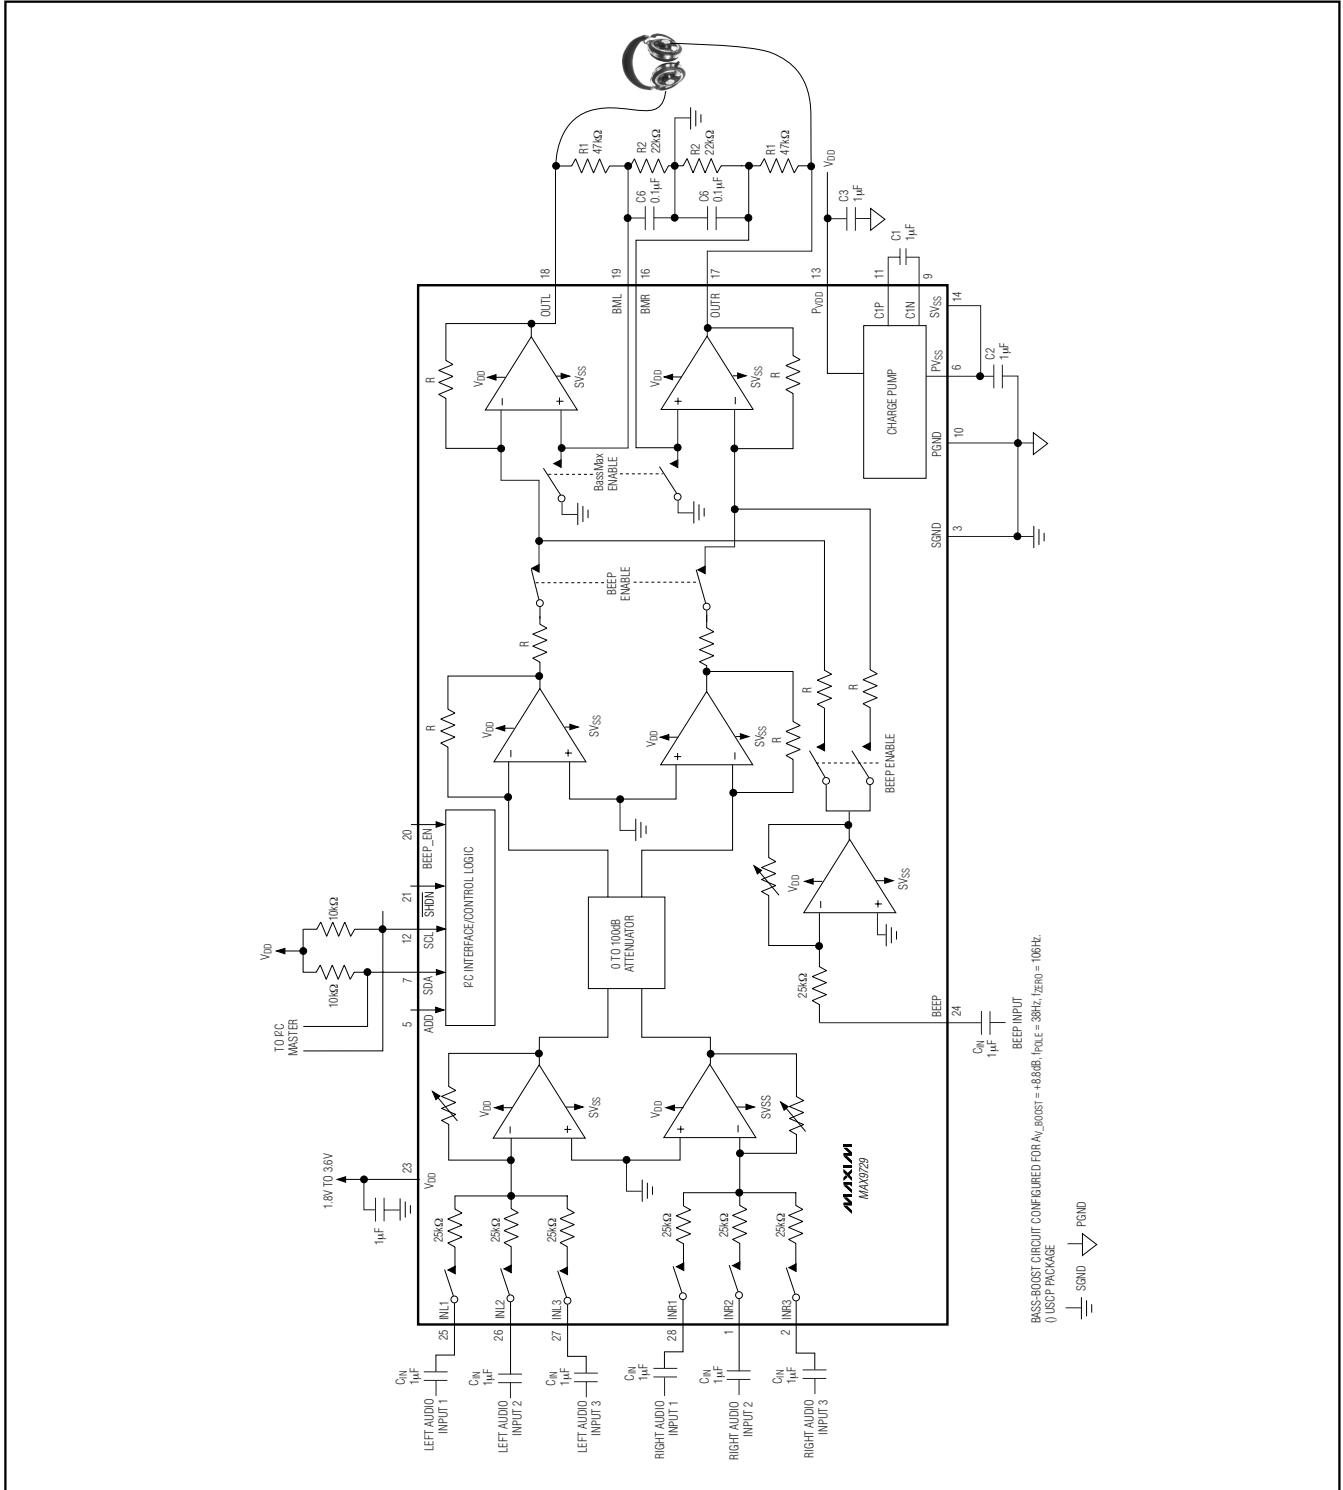 LEFT AUDIO
INPUT 1
CIN
1µF
25
INL1
25kΩ
LEFT AUDIO
INPUT 2
CIN
1µF
26
INL2
25kΩ
LEFT AUDIO
INPUT 3
CIN
1µF
27
INL3
25kΩ
RIGHT AUDIO
INPUT 1
CIN
1µF
28
INR1
25kΩ
RIGHT AUDIO
INPUT 2
CIN
1µF
1
INR2
25kΩ
RIGHT AUDIO
INPUT 3
CIN
1µF
2
INR3
25kΩ
1.8V TO 3.6V
1µF
23
VDD
VDD
SVSS
−
+
VDD
SVSS
+
−
MAXIM
MAX9729
TO I²C
MASTER
VDD
10kΩ
10kΩ
5
ADD
7
SDA
12
SCL
21
SHDN
20
BEEP_EN
I²C INTERFACE/CONTROL LOGIC
0 TO 100dB
ATTENUATOR
R
VDD
SVSS
−
+
R
VDD
SVSS
+
−
R
BEEP
ENABLE
BEEP INPUT
CIN
1µF
24
BEEP
25kΩ
VDD
SVSS
−
+
BEEP ENABLE
R
R
BassMax
ENABLE
R
VDD
SVSS
−
+
VDD
SVSS
+
−
R
OUTL
18
BML
19
BMR
16
OUTR
17
R1
47kΩ
R2
22kΩ
R2
22kΩ
R1
47kΩ
C6
0.1µF
C6
0.1µF
VDD
C3
1µF
13
PVDD
C1
1µF
11
C1P
9
C1N
CHARGE PUMP
14
SVSS
6
PVSS
C2
1µF
10
PGND
3
SGND
BASS-BOOST CIRCUIT CONFIGURED FOR AV_BOOST = +8.8dB, fPOLE = 38Hz, fZERO = 106Hz.
() USCP PACKAGE
SGND
PGND